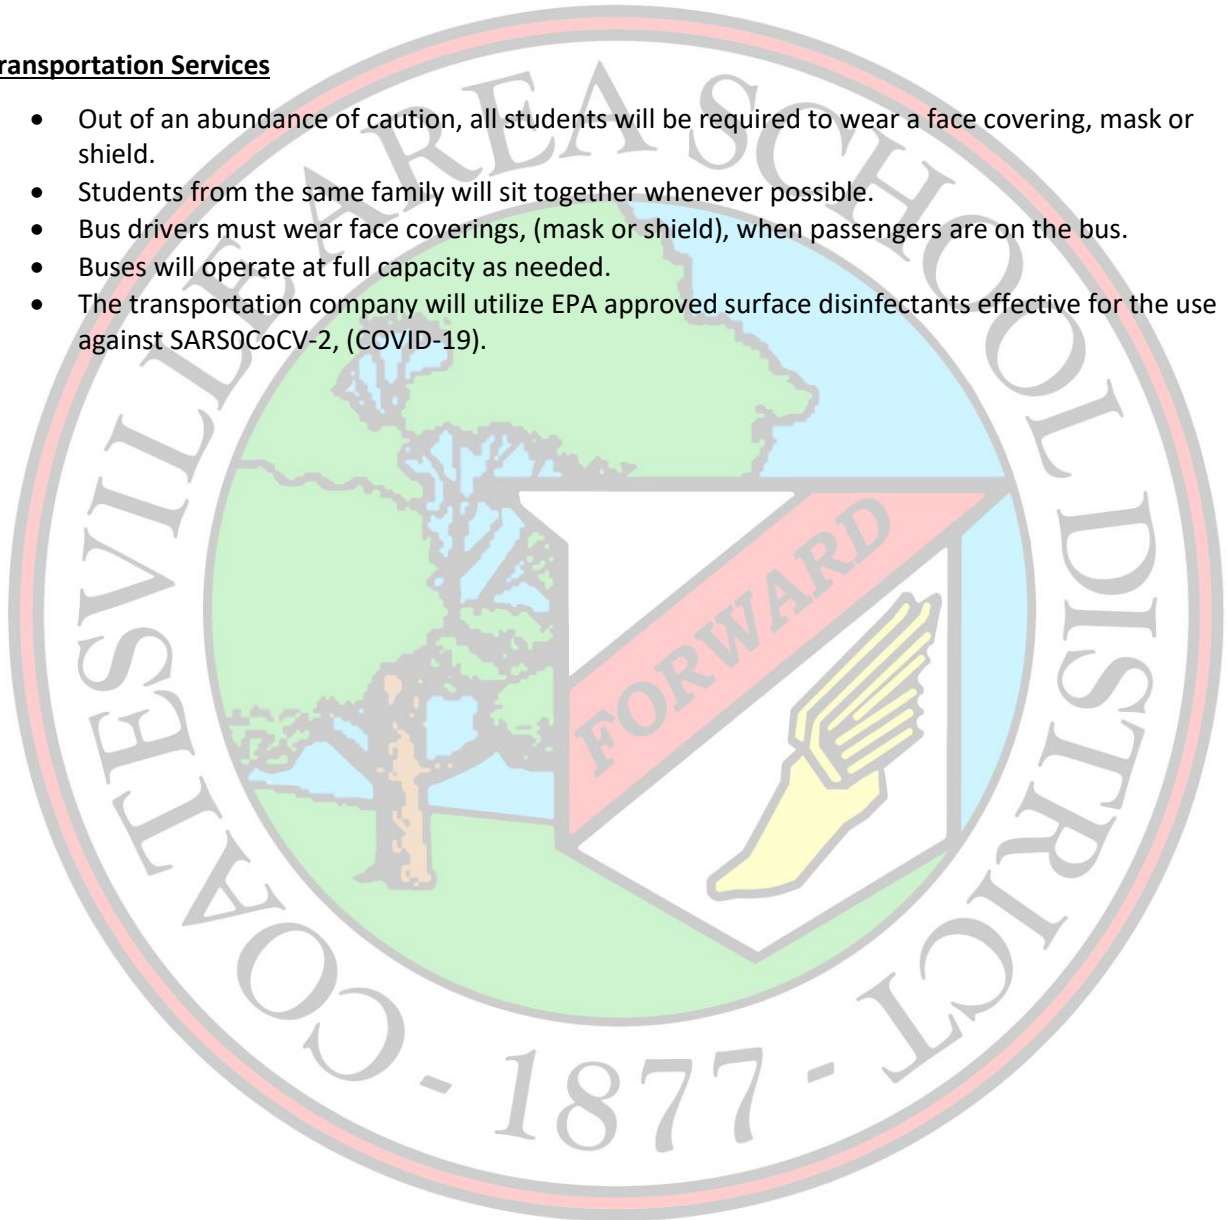 ransportation Services
• Out of an abundance of caution, all students will be required to wear a face covering, mask or
shield.
• Students from the same family will sit together whenever possible.
• Bus drivers must wear face coverings, (mask or shield), when passengers are on the bus.
• Buses will operate at full capacity as needed.
• The transportation company will utilize EPA approved surface disinfectants effective for the use
against SARS0CoCV-2, (COVID-19).
COATESVILLE AREA SCHOOL DISTRICT
FORWARD
- 1877 -